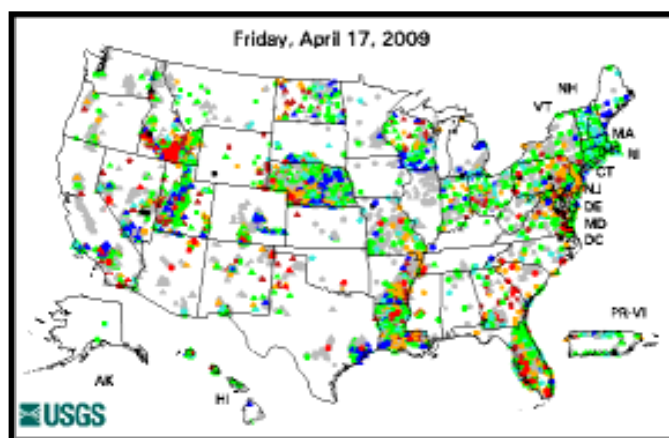 Friday, April 17, 2009
NH
VT
MA
RI
CT
NJ
DE
MD
DC
PR-VI
AK
HI
USGS